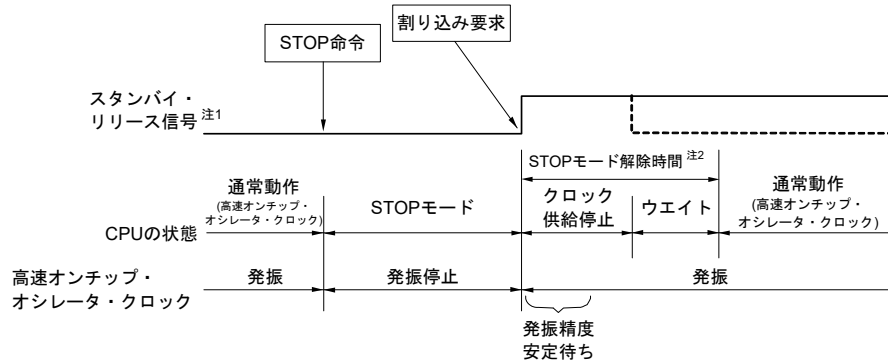 STOP命令
割り込み要求
スタンバイ・
リリース信号 注1
STOPモード解除時間 注2
通常動作
(高速オンチップ・
オシレータ・クロック)
STOPモード
クロック
供給停止
ウエイト
通常動作
(高速オンチップ・
オシレータ・クロック)
CPUの状態
高速オンチップ・
オシレータ・クロック
発振
発振停止
発振
発振精度
安定待ち